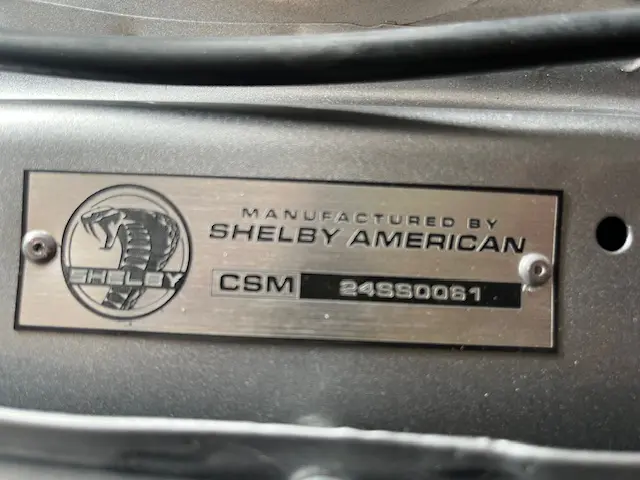 SHELBY
MANUFACTURED BY
SHELBY AMERICAN
CSM 24SS0061